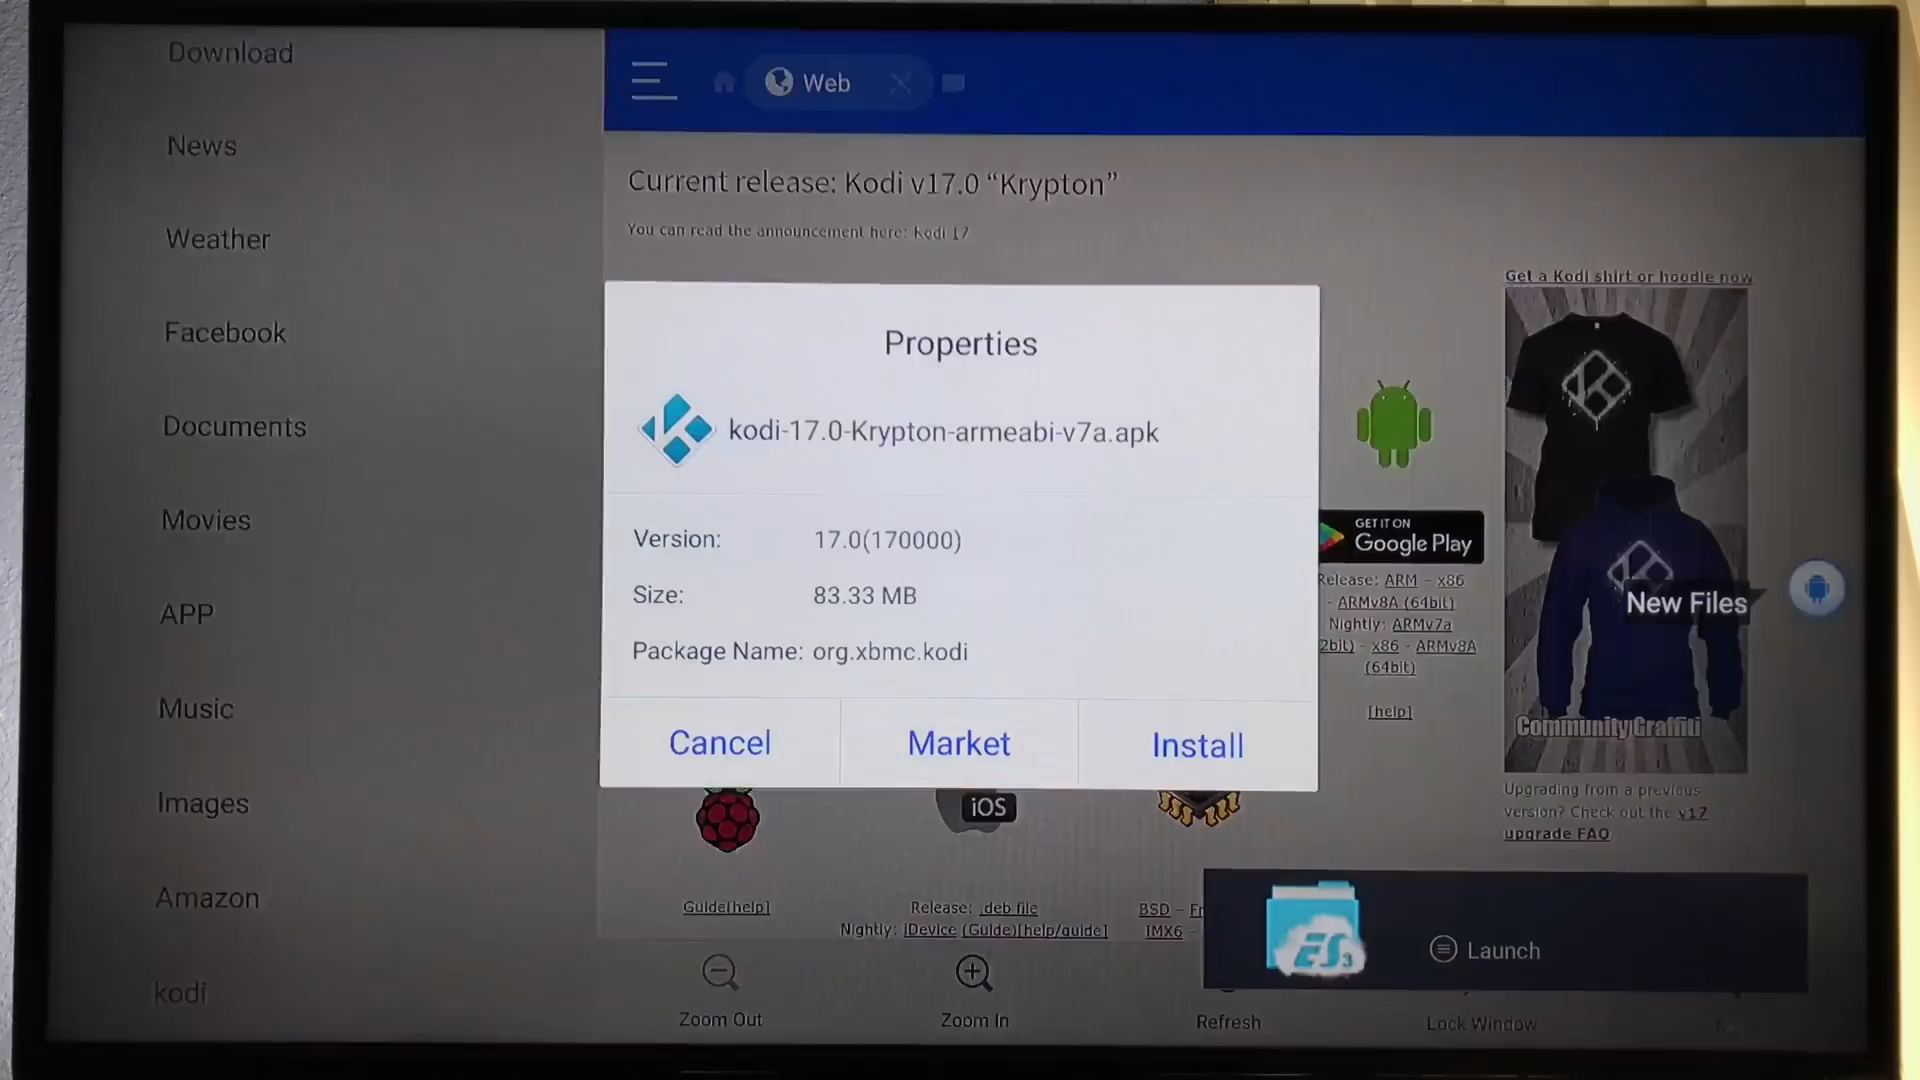 Download
News
Weather
Facebook
Documents
Movies
APP
Music
Images
Amazon
kodi
Web
Current release: Kodi v17.0 “Krypton”
You can read the announcement here: Kodi 17
Properties
kodi-17.0-Krypton-armeabi-v7a.apk
Version: 17.0(170000)
Size: 83.33 MB
Package Name: org.xbmc.kodi
Cancel Market Install
GET IT ON
Google Play
Release: ARM - x86
- ARMv8A (64bit)
Nightly: ARMv7a
2bit) - x86 - ARMv8A
(64bit)
[help]
Get a Kodi shirt or hoodie now
New Files
Community Graffiti
Upgrading from a previous
version? Check out the v17
upgrade FAQ
iOS
Guide[help]
Release: .deb file
Nightly: iDevice (Guide)[help/guide]
BSD - Fr
IMX6 -
ES3
Launch
Zoom Out
Zoom In
Refresh
Lock Window